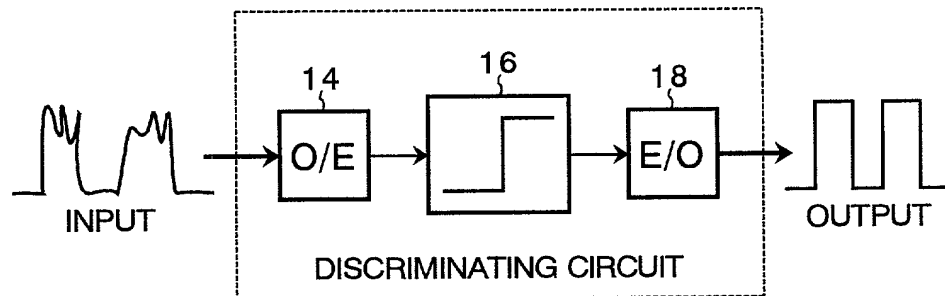 14
16
18
O/E
E/O
INPUT
OUTPUT
DISCRIMINATING CIRCUIT